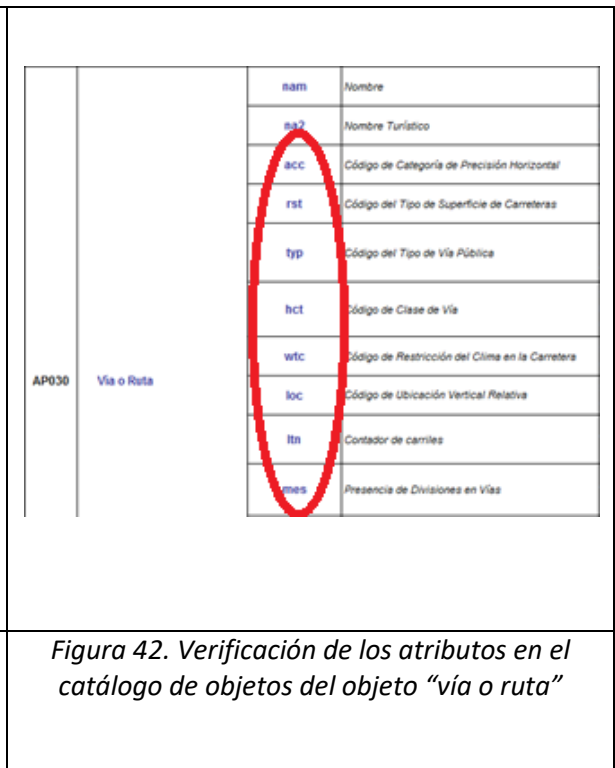 nam Nombre
na2 Nombre Turístico
acc Código de Categoría de Precisión Horizontal
rst Código del Tipo de Superficie de Carreteras
typ Código del Tipo de Vía Pública
hct Código de Clase de Vía
wtc Código de Restricción del Clima en la Carretera
AP030 Vía o Ruta
loc Código de Ubicación Vertical Relativa
ltn Contador de carriles
mes Presencia de Divisiones en Vías
Figura 42. Verificación de los atributos en el
catálogo de objetos del objeto “vía o ruta”